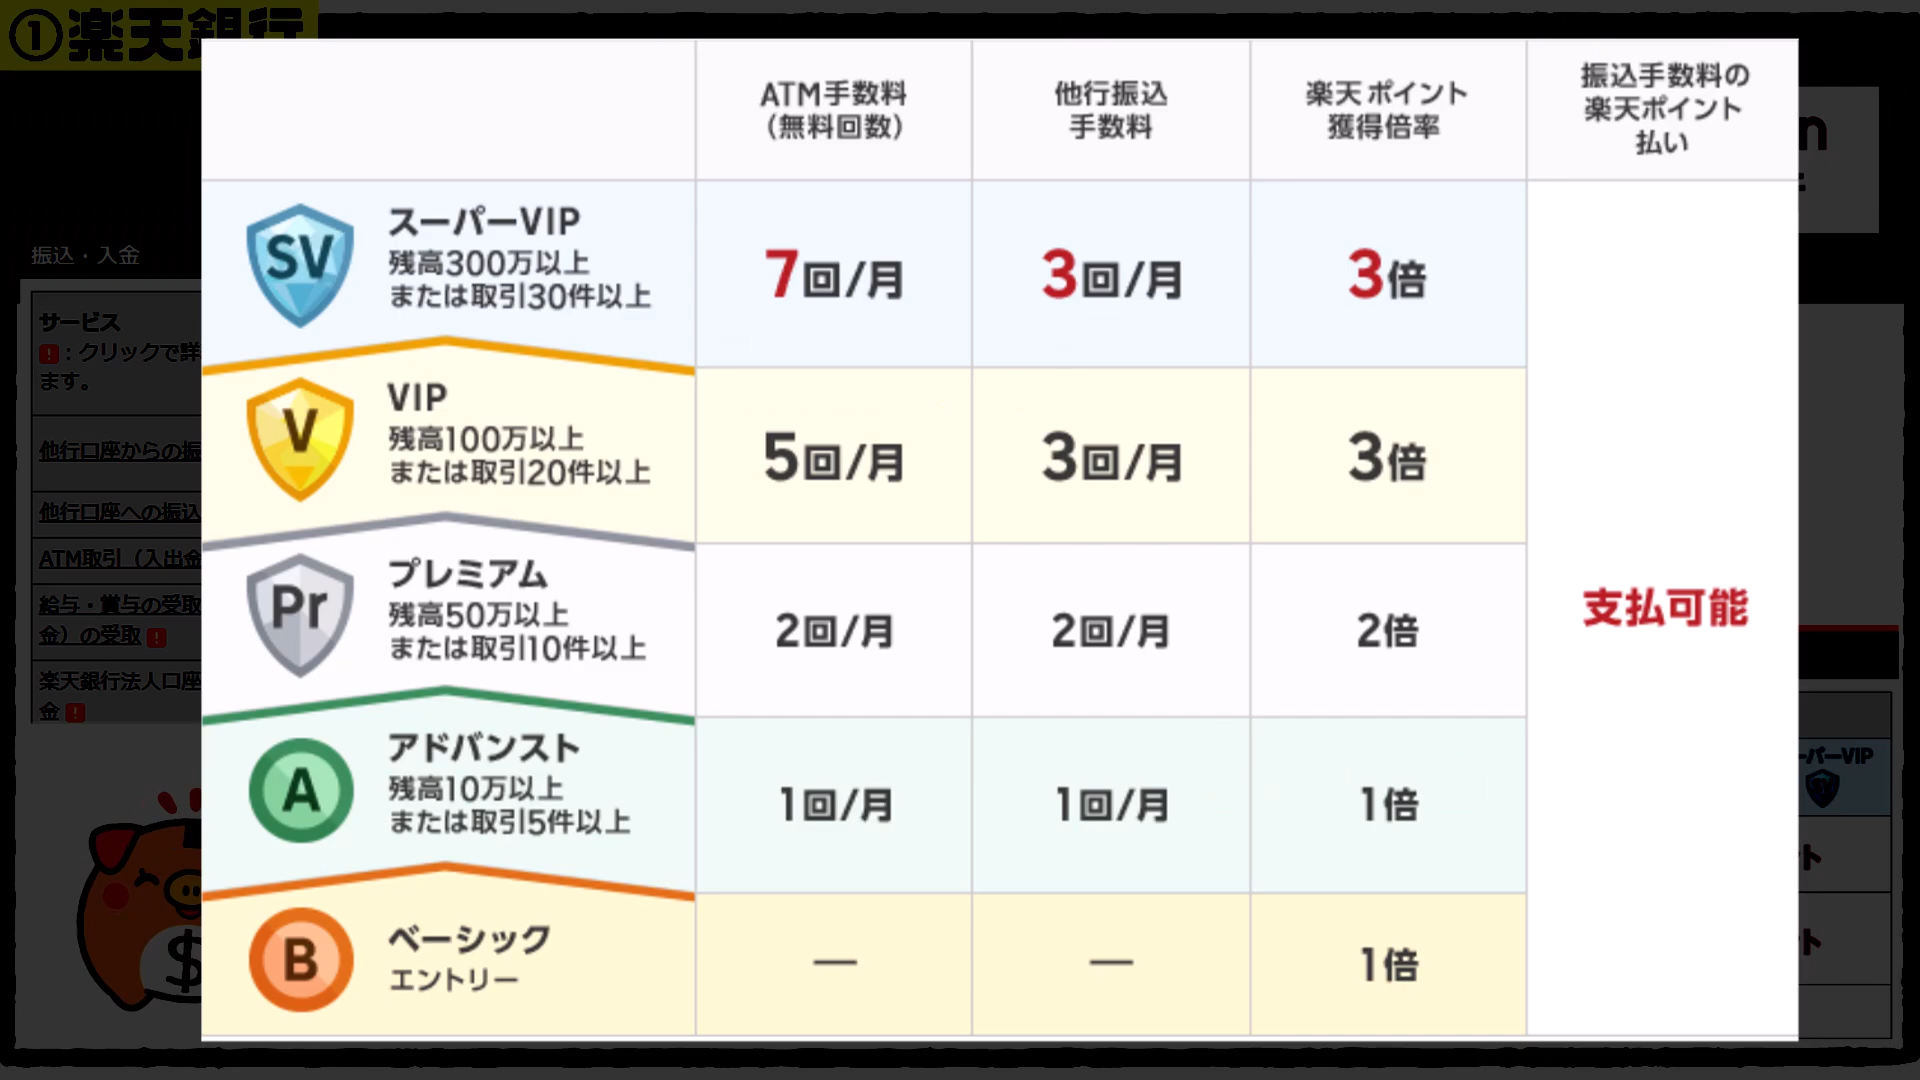 ①楽天銀行
ATM手数料
（無料回数）
他行振込
手数料
楽天ポイント
獲得倍率
振込手数料の
楽天ポイント
払い
SV
スーパーVIP
残高300万以上
または取引30件以上
7回/月
3回/月
3倍
V
VIP
残高100万以上
または取引20件以上
5回/月
3回/月
3倍
Pr
プレミアム
残高50万以上
または取引10件以上
2回/月
2回/月
2倍
支払可能
A
アドバンスト
残高10万以上
または取引5件以上
1回/月
1回/月
1倍
B
ベーシック
エントリー
—
—
1倍
振込・入金
サービス
!：クリックで詳
ます。
他行口座からの振
他行口座への振込
ATM取引（入出金
給与・賞与の受取
金）の受取 !
楽天銀行法人口座
金 !
$
n
ーパーVIP
SV
ト
ト